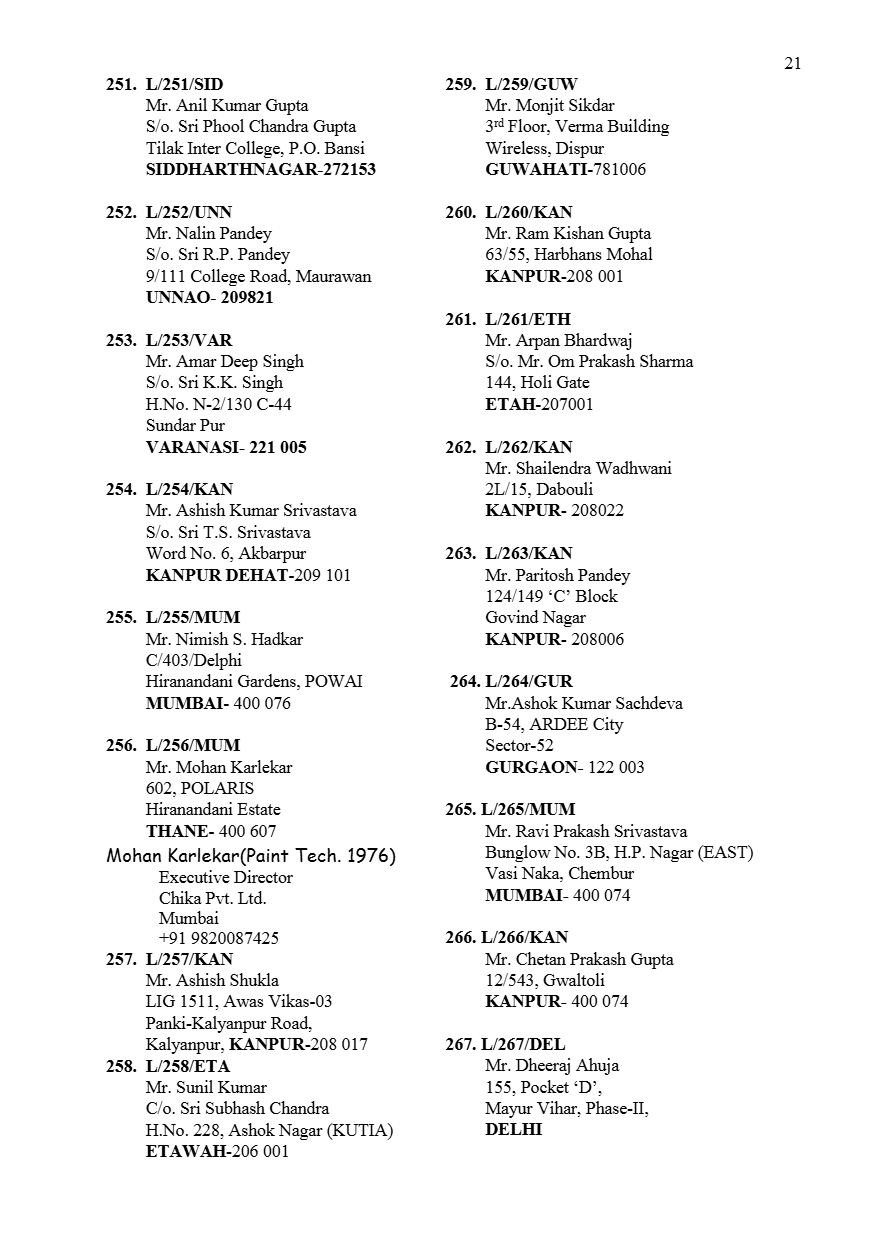 21
251. L/251/SID
Mr. Anil Kumar Gupta
S/o. Sri Phool Chandra Gupta
Tilak Inter College, P.O. Bansi
SIDDHARTHNAGAR-272153
252. L/252/UNN
Mr. Nalin Pandey
S/o. Sri R.P. Pandey
9/111 College Road, Maurawan
UNNAO- 209821
253. L/253/VAR
Mr. Amar Deep Singh
S/o. Sri K.K. Singh
H.No. N-2/130 C-44
Sundar Pur
VARANASI- 221 005
254. L/254/KAN
Mr. Ashish Kumar Srivastava
S/o. Sri T.S. Srivastava
Word No. 6, Akbarpur
KANPUR DEHAT-209 101
255. L/255/MUM
Mr. Nimish S. Hadkar
C/403/Delphi
Hiranandani Gardens, POWAI
MUMBAI- 400 076
256. L/256/MUM
Mr. Mohan Karlekar
602, POLARIS
Hiranandani Estate
THANE- 400 607
Mohan Karlekar(Paint Tech. 1976)
Executive Director
Chika Pvt. Ltd.
Mumbai
+91 9820087425
257. L/257/KAN
Mr. Ashish Shukla
LIG 1511, Awas Vikas-03
Panki-Kalyanpur Road,
Kalyanpur, KANPUR-208 017
258. L/258/ETA
Mr. Sunil Kumar
C/o. Sri Subhash Chandra
H.No. 228, Ashok Nagar (KUTIA)
ETAWAH-206 001
259. L/259/GUW
Mr. Monjit Sikdar
3rd Floor, Verma Building
Wireless, Dispur
GUWAHATI-781006
260. L/260/KAN
Mr. Ram Kishan Gupta
63/55, Harbhans Mohal
KANPUR-208 001
261. L/261/ETH
Mr. Arpan Bhardwaj
S/o. Mr. Om Prakash Sharma
144, Holi Gate
ETAH-207001
262. L/262/KAN
Mr. Shailendra Wadhwani
2L/15, Dabouli
KANPUR- 208022
263. L/263/KAN
Mr. Paritosh Pandey
124/149 ‘C’ Block
Govind Nagar
KANPUR- 208006
264. L/264/GUR
Mr.Ashok Kumar Sachdeva
B-54, ARDEE City
Sector-52
GURGAON- 122 003
265. L/265/MUM
Mr. Ravi Prakash Srivastava
Bunglow No. 3B, H.P. Nagar (EAST)
Vasi Naka, Chembur
MUMBAI- 400 074
266. L/266/KAN
Mr. Chetan Prakash Gupta
12/543, Gwaltoli
KANPUR- 400 074
267. L/267/DEL
Mr. Dheeraj Ahuja
155, Pocket ‘D’,
Mayur Vihar, Phase-II,
DELHI